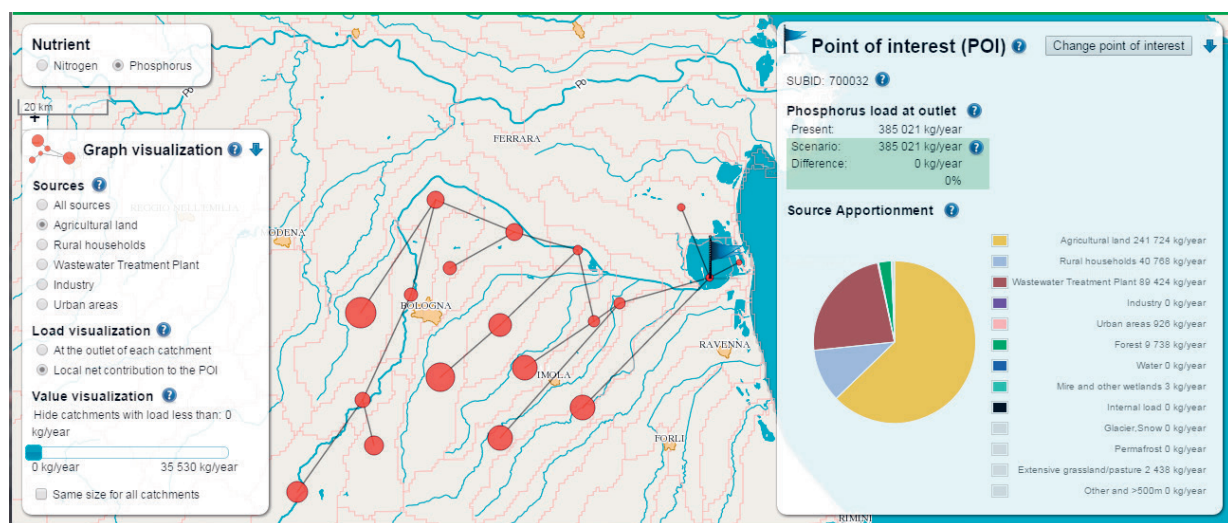 Nutrient
Nitrogen Phosphorus
20 km
+
Graph visualization ?
Sources ?
All sources
Agricultural land
Rural households
Wastewater Treatment Plant
Industry
Urban areas
Load visualization ?
At the outlet of each catchment
Local net contribution to the POI
Value visualization ?
Hide catchments with load less than: 0
kg/year
0 kg/year 35 530 kg/year
Same size for all catchments
Po
Po
FERRARA
REGGIO NELL'EMILIA
MODENA
BOLOGNA
IMOLA
RAVENNA
FORLI
RIMINI
Point of interest (POI) ? Change point of interest
SUBID: 700032 ?
Phosphorus load at outlet ?
Present: 385 021 kg/year
Scenario: 385 021 kg/year ?
Difference: 0 kg/year
0%
Source Apportionment ?
Agricultural land 241 724 kg/year
Rural households 40 768 kg/year
Wastewater Treatment Plant 89 424 kg/year
Industry 0 kg/year
Urban areas 926 kg/year
Forest 9 738 kg/year
Water 0 kg/year
Mire and other wetlands 3 kg/year
Internal load 0 kg/year
Glacier,Snow 0 kg/year
Permafrost 0 kg/year
Extensive grassland/pasture 2 438 kg/year
Other and >500m 0 kg/year